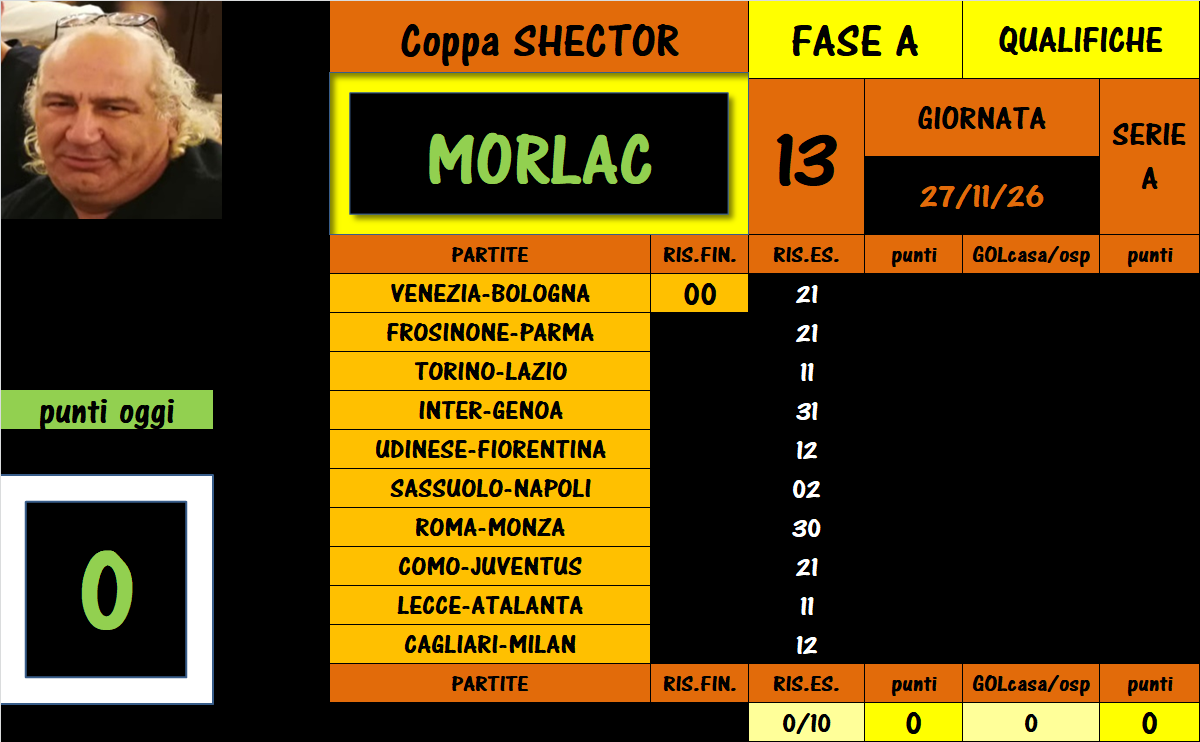 Coppa SHECTOR
FASE A
QUALIFICHE
MORLAC
13
GIORNATA
27/11/26
SERIE
A
PARTITE RIS.FIN. RIS.ES. punti GOLcasa/osp punti
VENEZIA-BOLOGNA 00 21
FROSINONE-PARMA 21
TORINO-LAZIO 11
INTER-GENOA 31
UDINESE-FIORENTINA 12
SASSUOLO-NAPOLI 02
ROMA-MONZA 30
COMO-JUVENTUS 21
LECCE-ATALANTA 11
CAGLIARI-MILAN 12
PARTITE RIS.FIN. RIS.ES. punti GOLcasa/osp punti
0/10 0 0 0
punti oggi
0